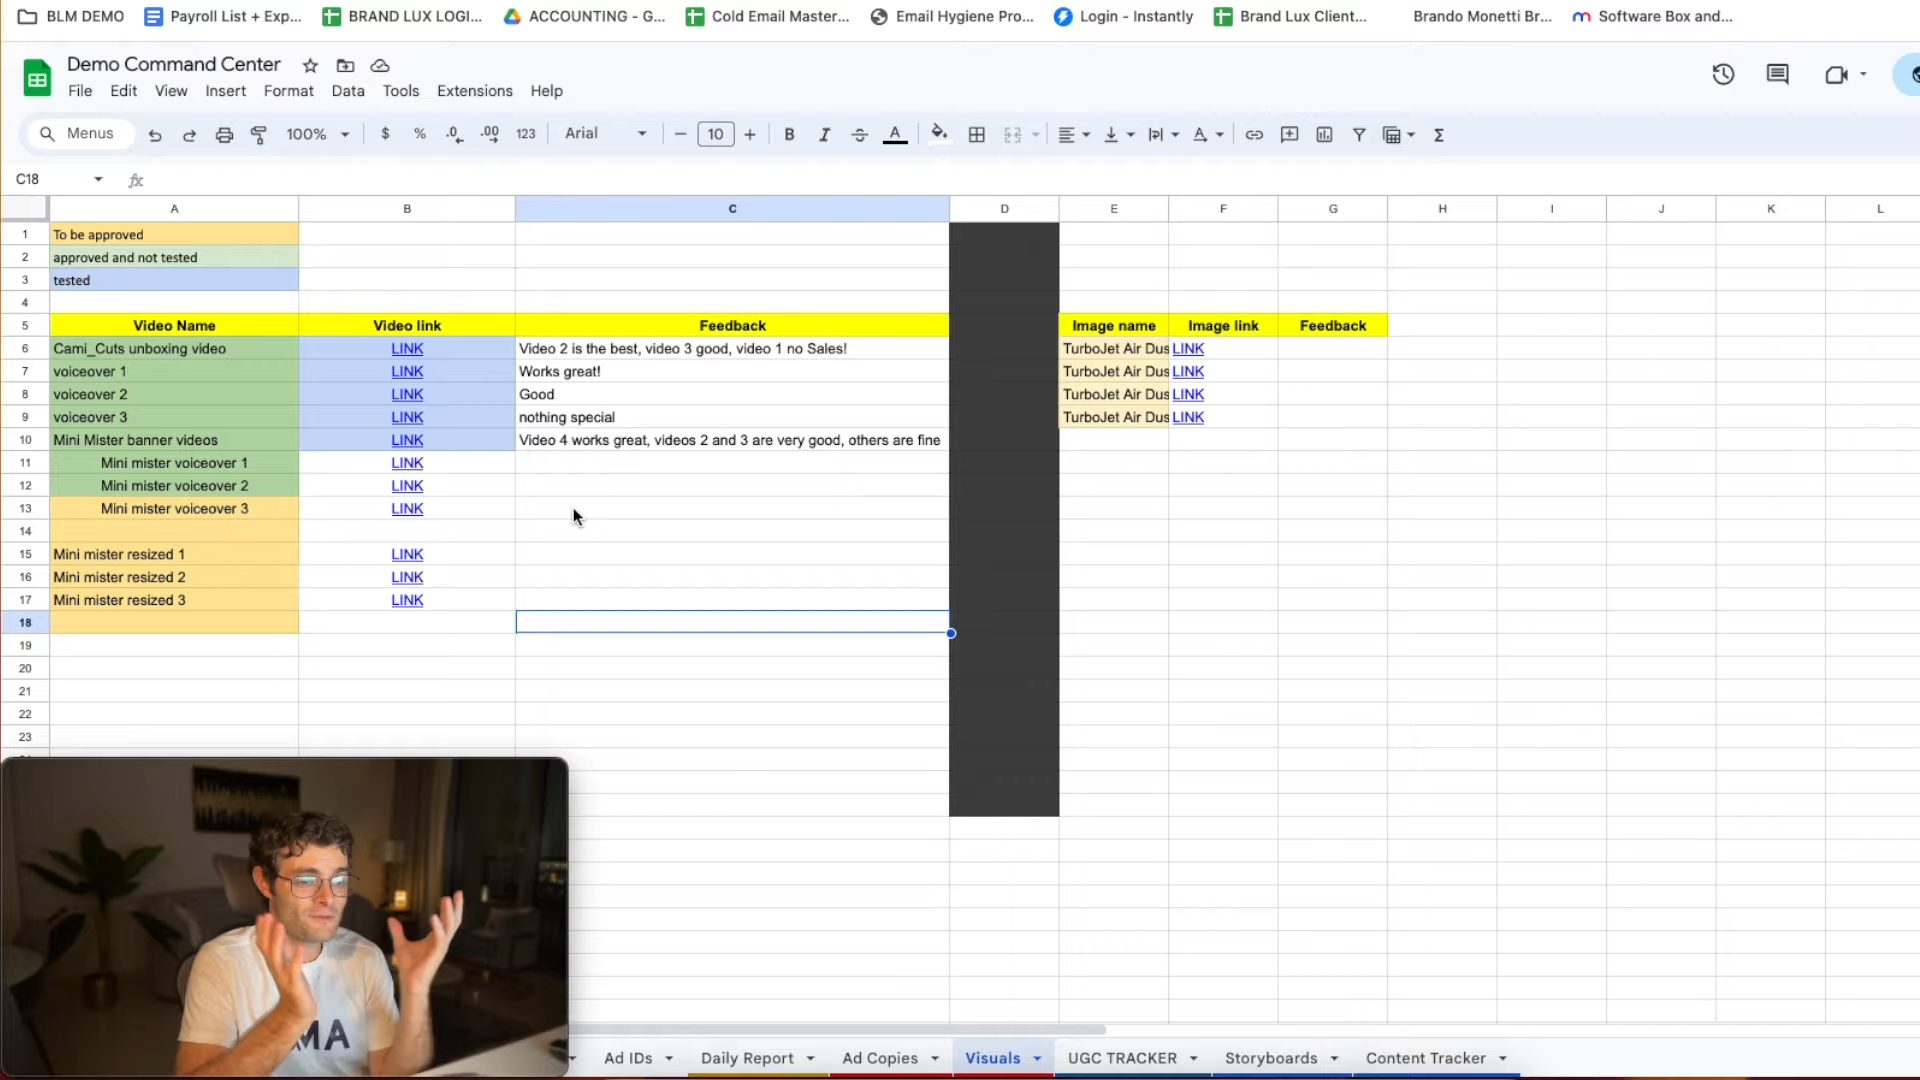 BLM DEMO
Payroll List + Exp...
BRAND LUX LOGI...
ACCOUNTING - G...
Cold Email Master...
Email Hygiene Pro...
Login - Instantly
Brand Lux Client...
Brando Monetti Br...
Software Box and...
Demo Command Center
File Edit View Insert Format Data Tools Extensions Help
Menus 100% $ % .0 .00 123 Arial 10 B I A Σ
C18 fx
A B C D E F G H I J K L
1 To be approved
2 approved and not tested
3 tested
4
5 Video Name Video link Feedback Image name Image link Feedback
6 Cami_Cuts unboxing video LINK Video 2 is the best, video 3 good, video 1 no Sales! TurboJet Air Dus LINK
7 voiceover 1 LINK Works great! TurboJet Air Dus LINK
8 voiceover 2 LINK Good TurboJet Air Dus LINK
9 voiceover 3 LINK nothing special TurboJet Air Dus LINK
10 Mini Mister banner videos LINK Video 4 works great, videos 2 and 3 are very good, others are fine
11 Mini mister voiceover 1 LINK
12 Mini mister voiceover 2 LINK
13 Mini mister voiceover 3 LINK
14
15 Mini mister resized 1 LINK
16 Mini mister resized 2 LINK
17 Mini mister resized 3 LINK
18
19
20
21
22
23
MA
Ad IDs Daily Report Ad Copies Visuals UGC TRACKER Storyboards Content Tracker